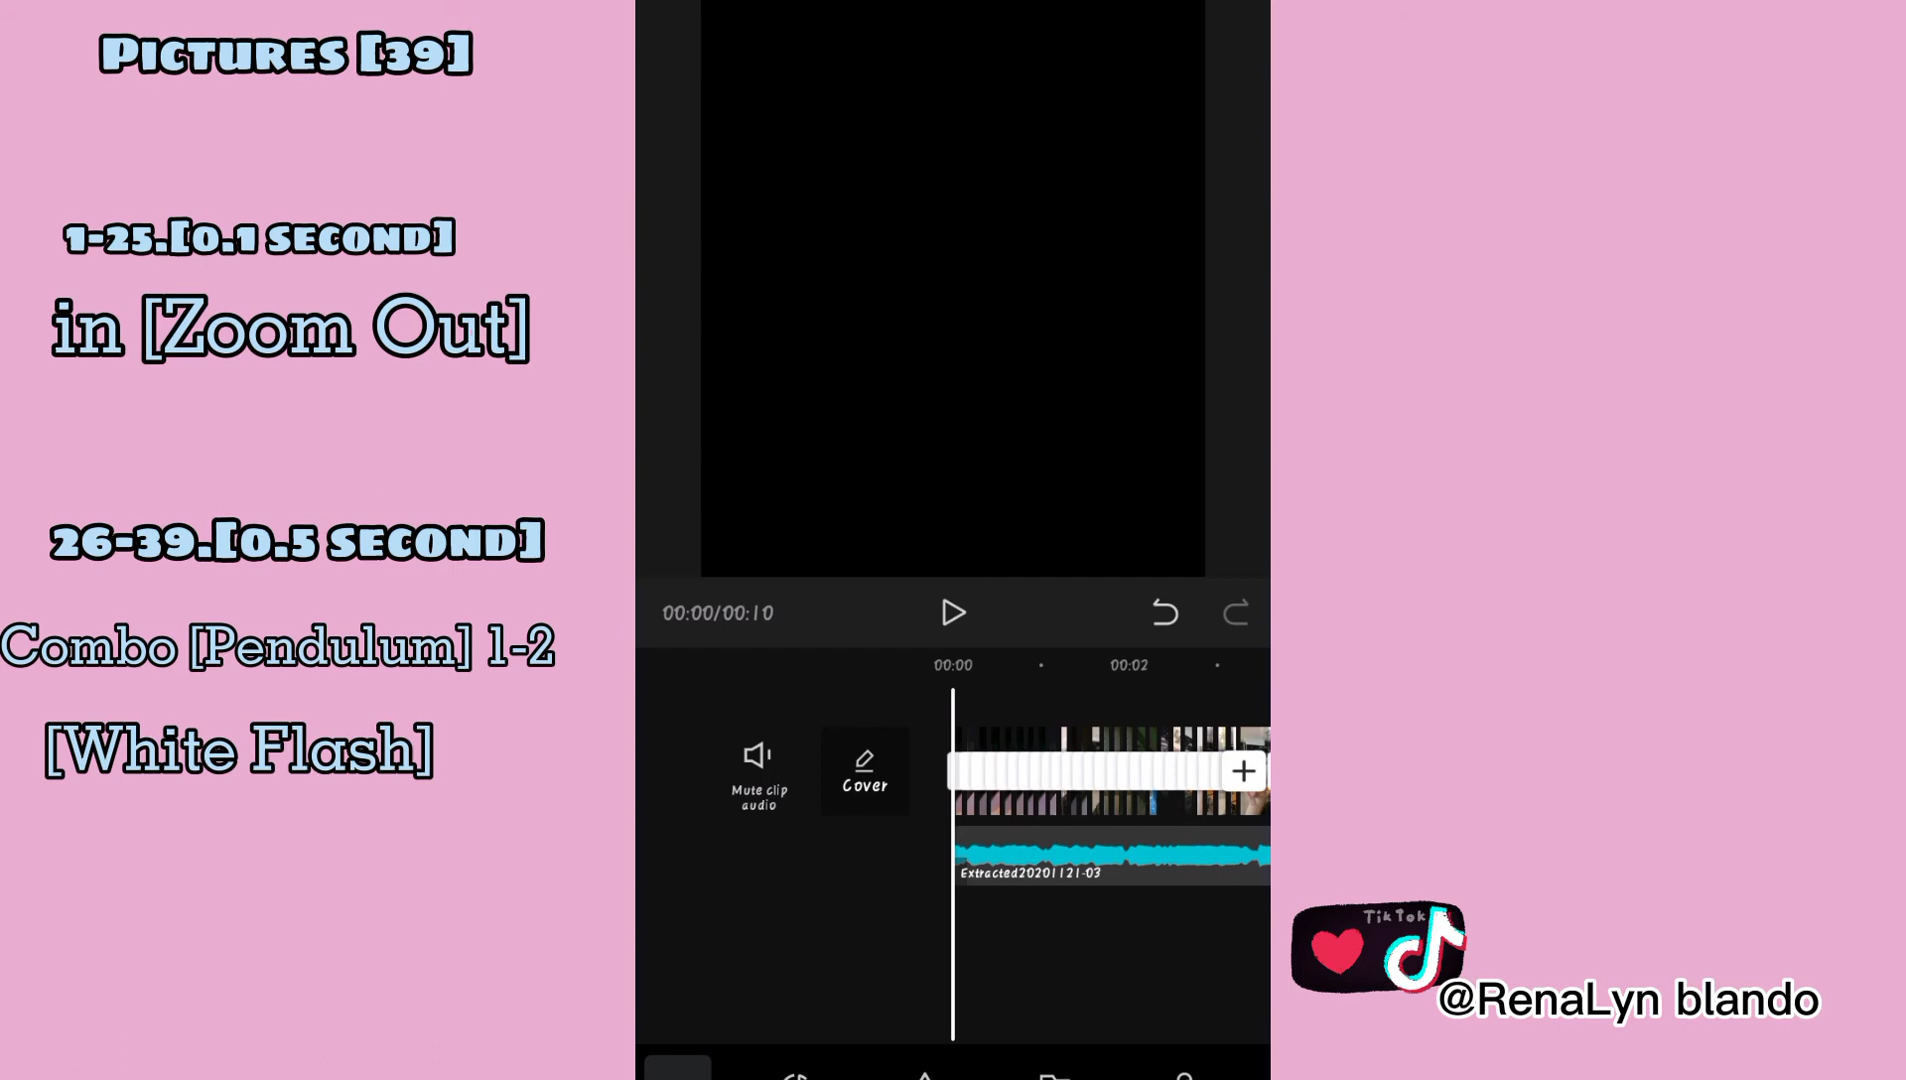 Pictures [39]
1-25.[0.1 second]
in [Zoom Out]
26-39.[0.5 second]
Combo [Pendulum] 1-2
[White Flash]
00:00/00:10
00:00
00:02
Mute clip
audio
Cover
Extracted20201121-03
TikTok
@RenaLyn blando